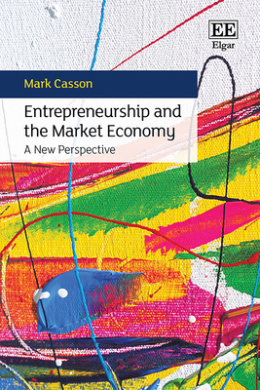 EE
Elgar
Mark Casson
Entrepreneurship and
the Market Economy
A New Perspective